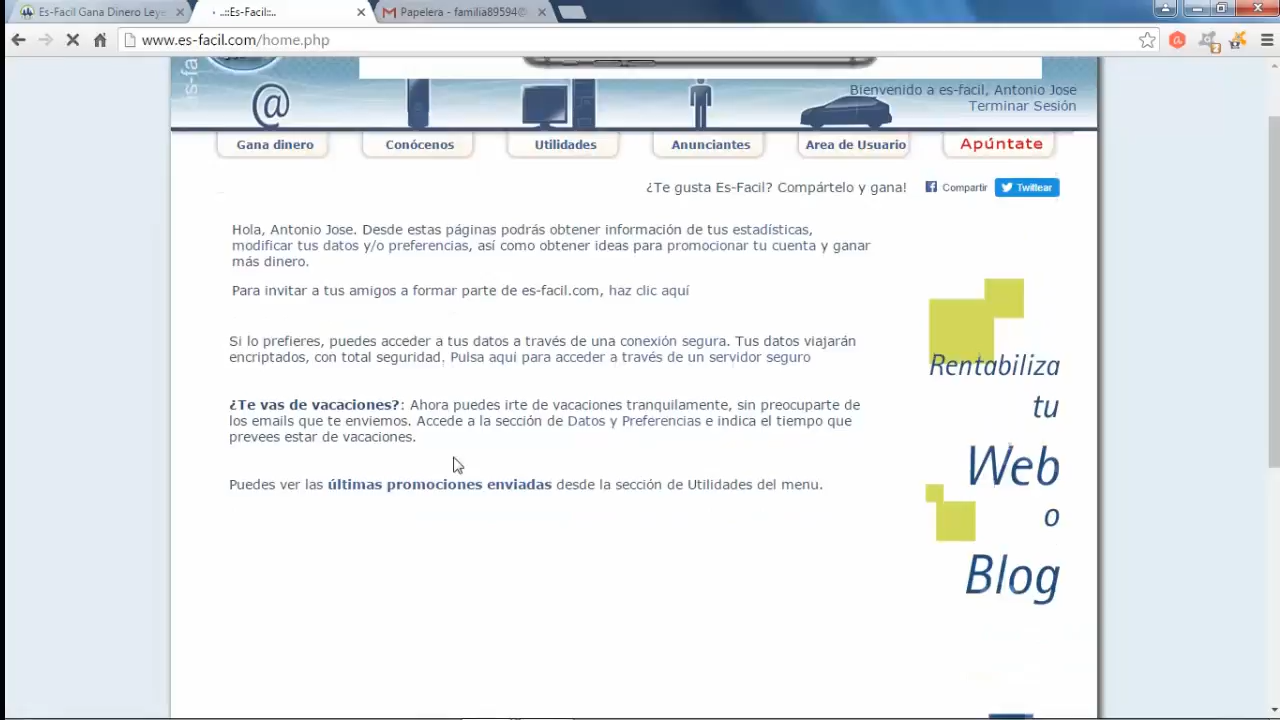 Es-Facil Gana Dinero Leye
..::Es-Facil::..
Papelera - familia89594@
www.es-facil.com/home.php
es-fa
@
Bienvenido a es-facil, Antonio Jose
Terminar Sesión
Gana dinero Conócenos Utilidades Anunciantes Area de Usuario Apúntate
¿Te gusta Es-Facil? Compártelo y gana! Compartir Twittear
Hola, Antonio Jose. Desde estas páginas podrás obtener información de tus estadísticas,
modificar tus datos y/o preferencias, así como obtener ideas para promocionar tu cuenta y ganar
más dinero.
Para invitar a tus amigos a formar parte de es-facil.com, haz clic aquí
Si lo prefieres, puedes acceder a tus datos a través de una conexión segura. Tus datos viajarán
encriptados, con total seguridad. Pulsa aqui para acceder a través de un servidor seguro
¿Te vas de vacaciones?: Ahora puedes irte de vacaciones tranquilamente, sin preocuparte de
los emails que te enviemos. Accede a la sección de Datos y Preferencias e indica el tiempo que
prevees estar de vacaciones.
Puedes ver las últimas promociones enviadas desde la sección de Utilidades del menu.
Rentabiliza
tu
Web
o
Blog